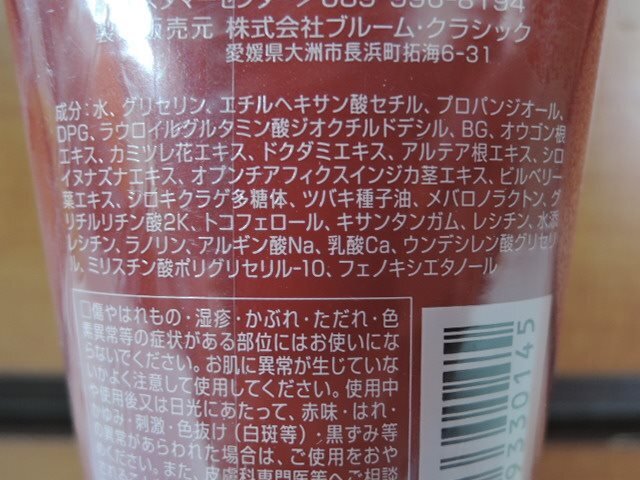 販売元 株式会社ブルーム・クラシック
愛媛県大洲市長浜町拓海6-31
成分：水、グリセリン、エチルヘキサン酸セチル、プロパンジオール、
DPG、ラウロイルグルタミン酸ジオクチルドデシル、BG、オウゴン根
エキス、カミツレ花エキス、ドクダミエキス、アルテア根エキス、シロ
イヌナズナエキス、オプンチアフィクスインジカ茎エキス、ビルベリー
葉エキス、シロキクラゲ多糖体、ツバキ種子油、メバロノラクトン、グリ
チルリチン酸2K、トコフェロール、キサンタンガム、レシチン、水添
レシチン、ラノリン、アルギン酸Na、乳酸Ca、ウンデシレン酸グリセリ
ル、ミリスチン酸ポリグリセリル-10、フェノキシエタノール
□傷やはれもの・湿疹・かぶれ・ただれ・色
素異常等の症状がある部位にはお使いにな
らないでください。お肌に異常が生じていな
いかよく注意して使用してください。使用中
や使用後又は日光にあたって、赤味・はれ・
かゆみ・刺激・色抜け(白斑等)・黒ずみ等
の異常があらわれた場合は、ご使用をおや
めください。また、皮膚科専門医等へご相談
930145